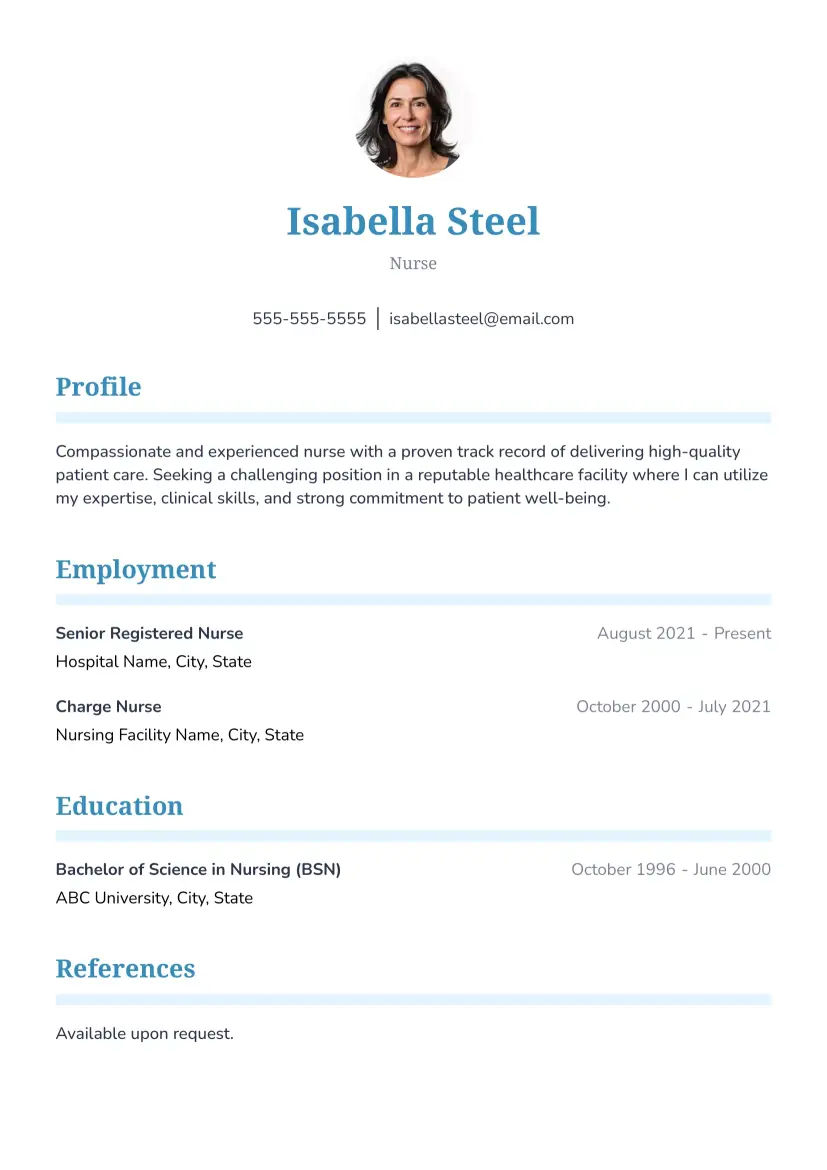 Isabella Steel
Nurse
555-555-5555 | isabellasteel@email.com
Profile
Compassionate and experienced nurse with a proven track record of delivering high-quality
patient care. Seeking a challenging position in a reputable healthcare facility where I can utilize
my expertise, clinical skills, and strong commitment to patient well-being.
Employment
Senior Registered Nurse August 2021 - Present
Hospital Name, City, State
Charge Nurse October 2000 - July 2021
Nursing Facility Name, City, State
Education
Bachelor of Science in Nursing (BSN) October 1996 - June 2000
ABC University, City, State
References
Available upon request.